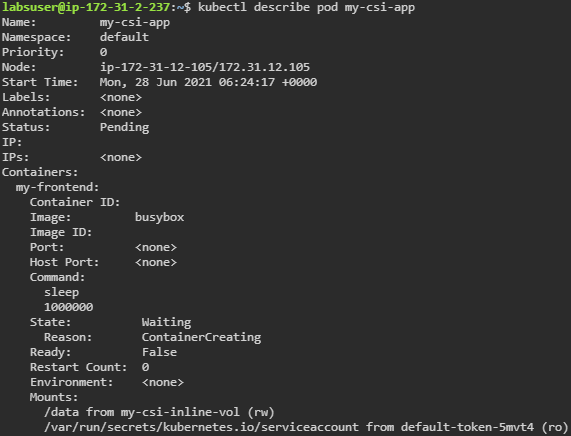 labsuser@ip-172-31-2-237:~$ kubectl describe pod my-csi-app
Name:         my-csi-app
Namespace:    default
Priority:     0
Node:         ip-172-31-12-105/172.31.12.105
Start Time:   Mon, 28 Jun 2021 06:24:17 +0000
Labels:       <none>
Annotations:  <none>
Status:       Pending
IP:
IPs:          <none>
Containers:
  my-frontend:
    Container ID:
    Image:         busybox
    Image ID:
    Port:          <none>
    Host Port:     <none>
    Command:
      sleep
      1000000
    State:          Waiting
      Reason:       ContainerCreating
    Ready:          False
    Restart Count:  0
    Environment:    <none>
    Mounts:
      /data from my-csi-inline-vol (rw)
      /var/run/secrets/kubernetes.io/serviceaccount from default-token-5mvt4 (ro)